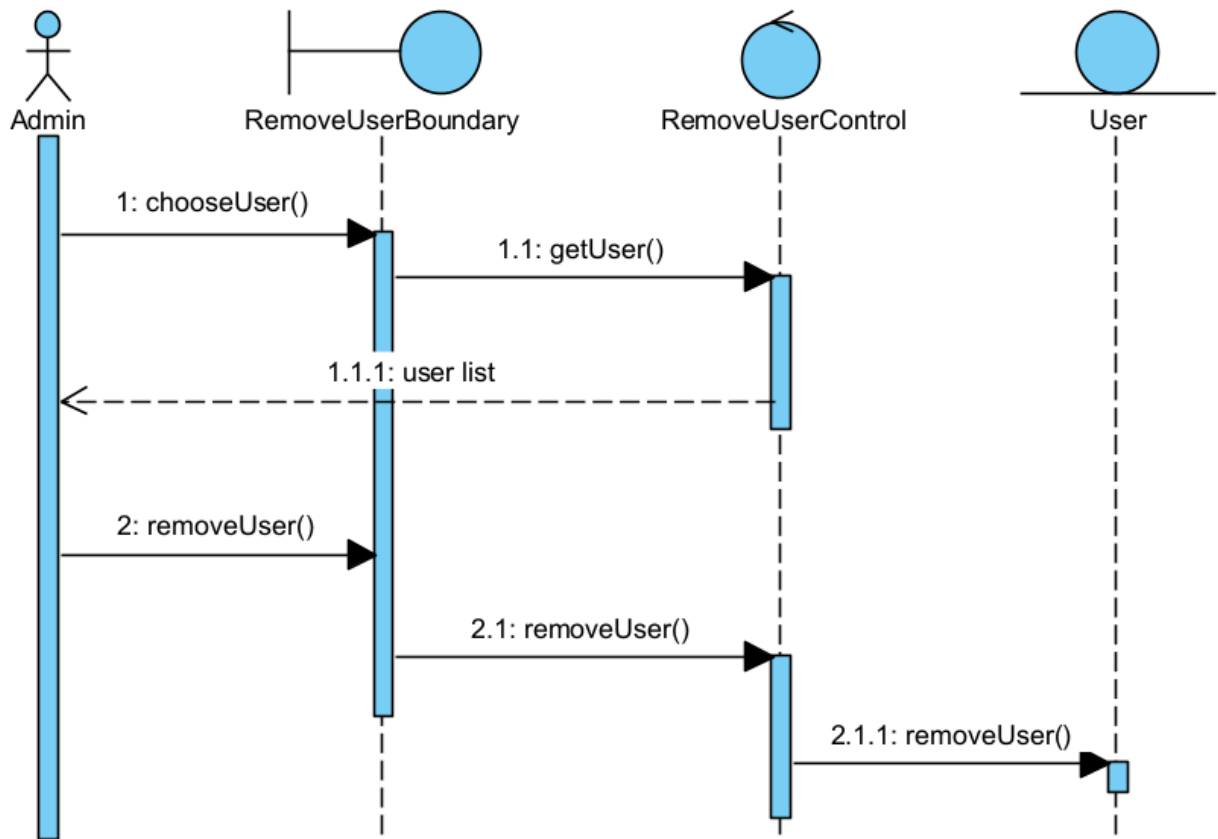 Admin
RemoveUserBoundary
RemoveUserControl
User
1: chooseUser()
1.1: getUser()
1.1.1: user list
2: removeUser()
2.1: removeUser()
2.1.1: removeUser()